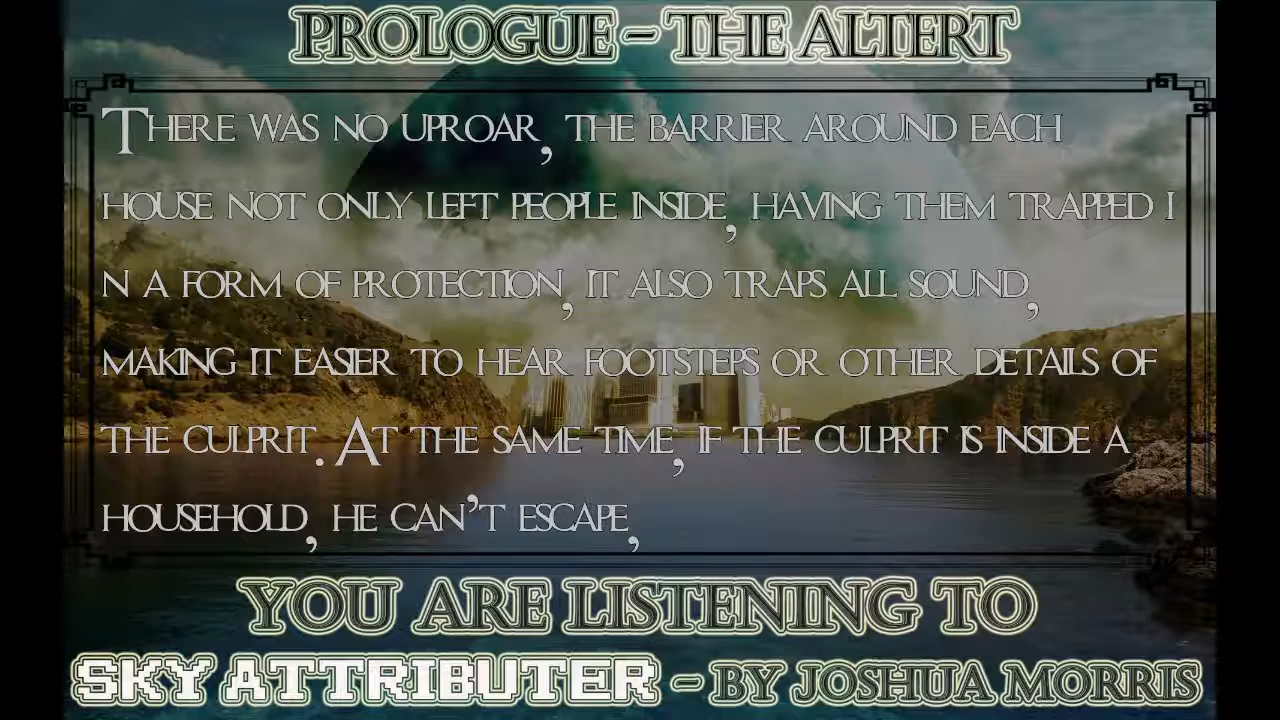 PROLOGUE - THE ALTERT
THERE WAS NO UPROAR, THE BARRIER AROUND EACH
HOUSE NOT ONLY LEFT PEOPLE INSIDE, HAVING THEM TRAPPED I
N A FORM OF PROTECTION, IT ALSO TRAPS ALL SOUND,
MAKING IT EASIER TO HEAR FOOTSTEPS OR OTHER DETAILS OF
THE CULPRIT. AT THE SAME TIME, IF THE CULPRIT IS INSIDE A
HOUSEHOLD, HE CAN'T ESCAPE,
YOU ARE LISTENING TO
SKY ATTRIBUTER - BY JOSHUA MORRIS